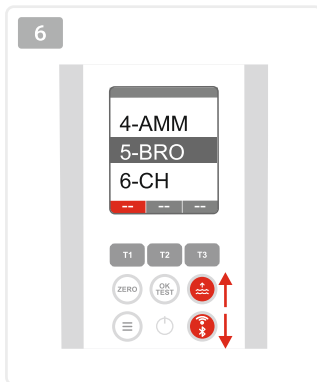 6
4-AMM
5-BRO
6-CH
-- -- --
T1 T2 T3
ZERO OK TEST